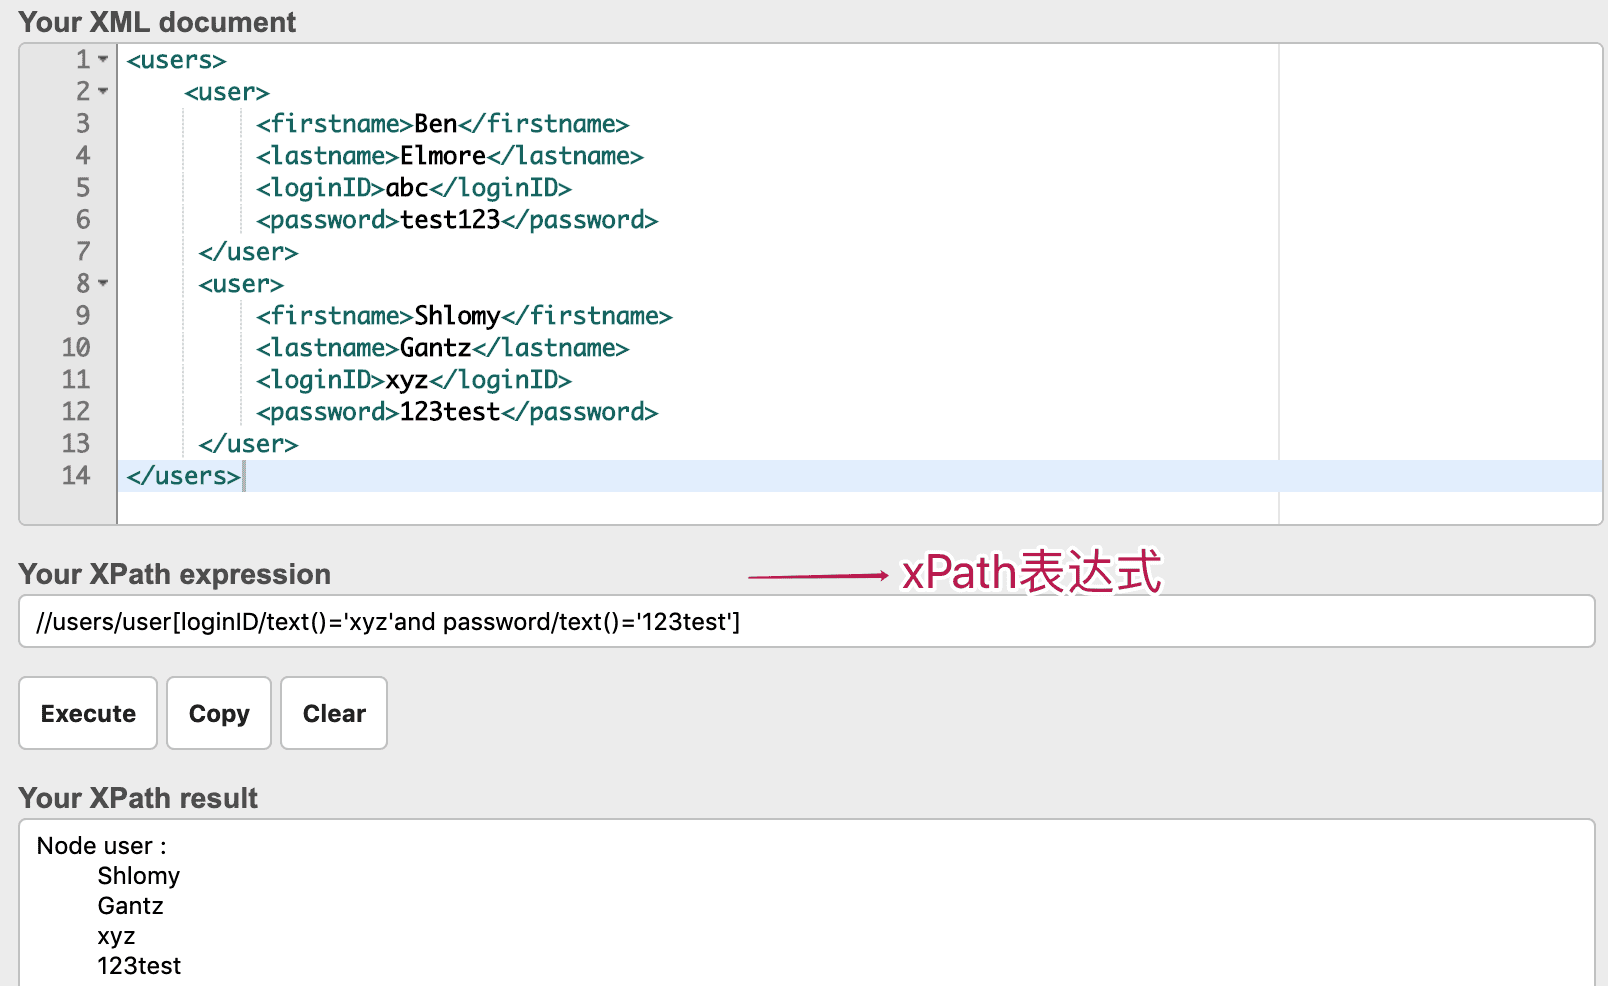 Your XML document
1 <users>
2 <user>
3 <firstname>Ben</firstname>
4 <lastname>Elmore</lastname>
5 <loginID>abc</loginID>
6 <password>test123</password>
7 </user>
8 <user>
9 <firstname>Shlomy</firstname>
10 <lastname>Gantz</lastname>
11 <loginID>xyz</loginID>
12 <password>123test</password>
13 </user>
14 </users>
Your XPath expression
xPath表达式
//users/user[loginID/text()='xyz'and password/text()='123test']
Execute Copy Clear
Your XPath result
Node user :
Shlomy
Gantz
xyz
123test